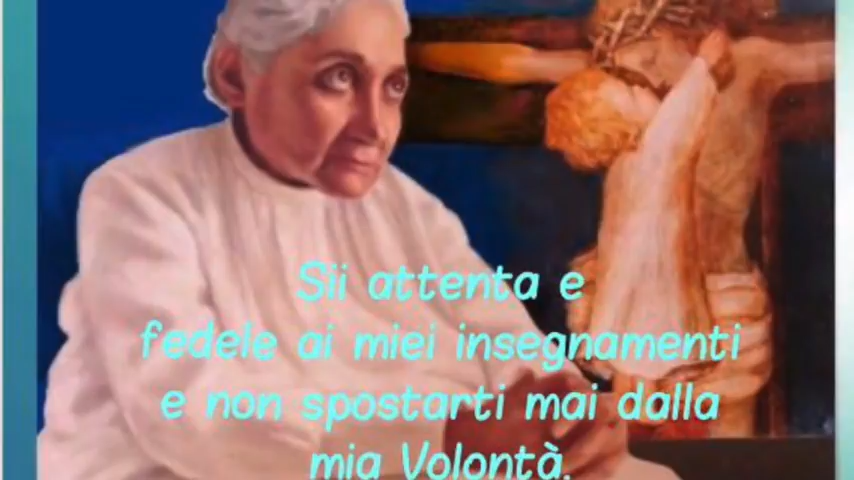 Sii attenta e
fedele ai miei insegnamenti
e non spostarti mai dalla
mia Volontà.